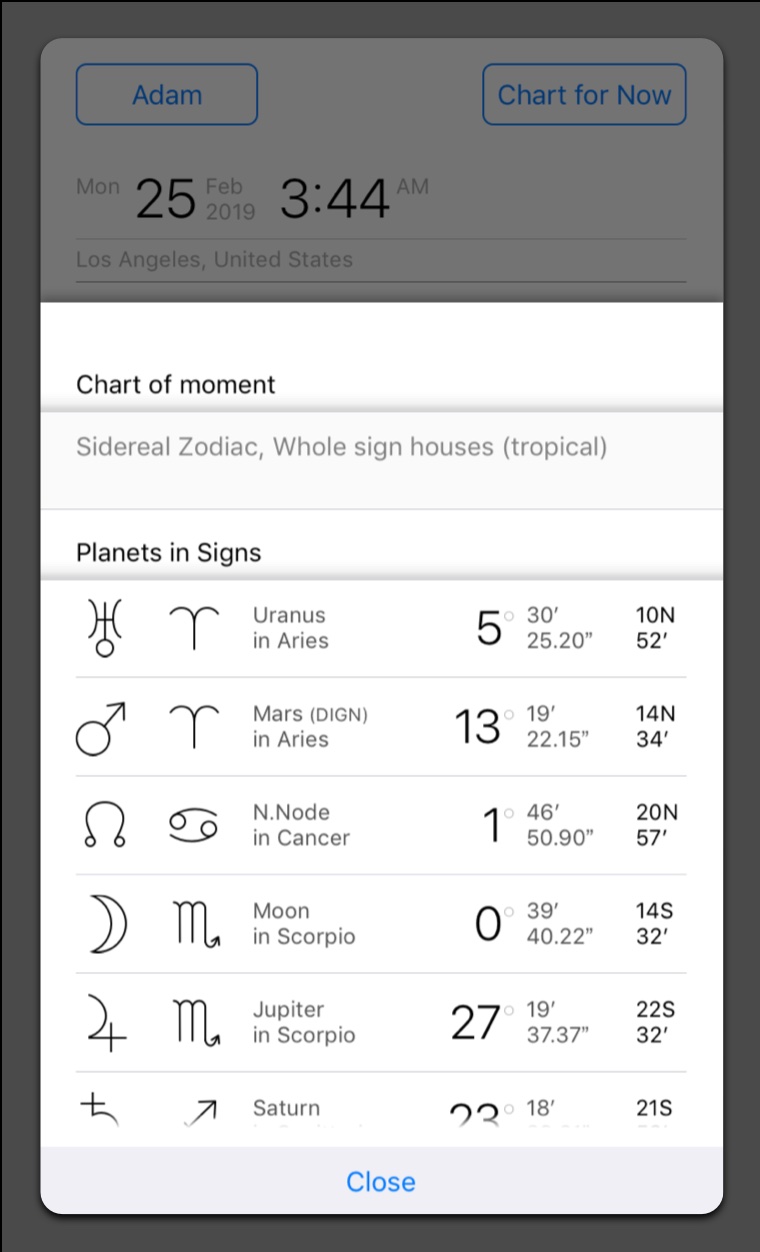 Adam
Chart for Now
Mon 25 Feb 2019 3:44 AM
Los Angeles, United States
Chart of moment
Sidereal Zodiac, Whole sign houses (tropical)
Planets in Signs
Uranus 5° 30′ 10N
in Aries 25.20” 52′
Mars (DIGN) 13° 19′ 14N
in Aries 22.15” 34′
N.Node 1° 46′ 20N
in Cancer 50.90” 57′
Moon 0° 39′ 14S
in Scorpio 40.22” 32′
Jupiter 27° 19′ 22S
in Scorpio 37.37” 32′
Saturn 23° 18′ 21S
Close